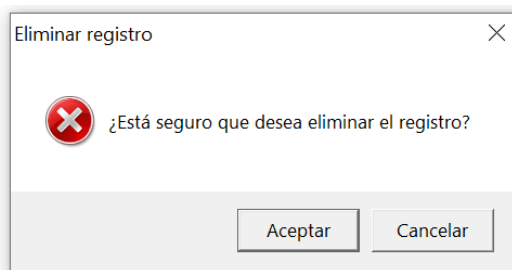 Eliminar registro
¿Está seguro que desea eliminar el registro?
Aceptar
Cancelar